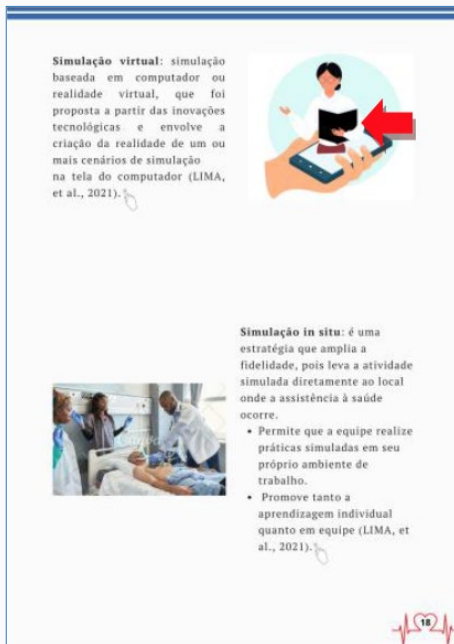 Simulação virtual: simulação
baseada em computador ou
realidade virtual, que foi
proposta a partir das inovações
tecnológicas e envolve a
criação da realidade de um ou
mais cenários de simulação
na tela do computador (LIMA,
et al., 2021).
Simulação in situ: é uma
estratégia que amplia a
fidelidade, pois leva a atividade
simulada diretamente ao local
onde a assistência à saúde
ocorre.
• Permite que a equipe realize
práticas simuladas em seu
próprio ambiente de
trabalho.
• Promove tanto a
aprendizagem individual
quanto em equipe (LIMA, et
al., 2021).
Canva
18